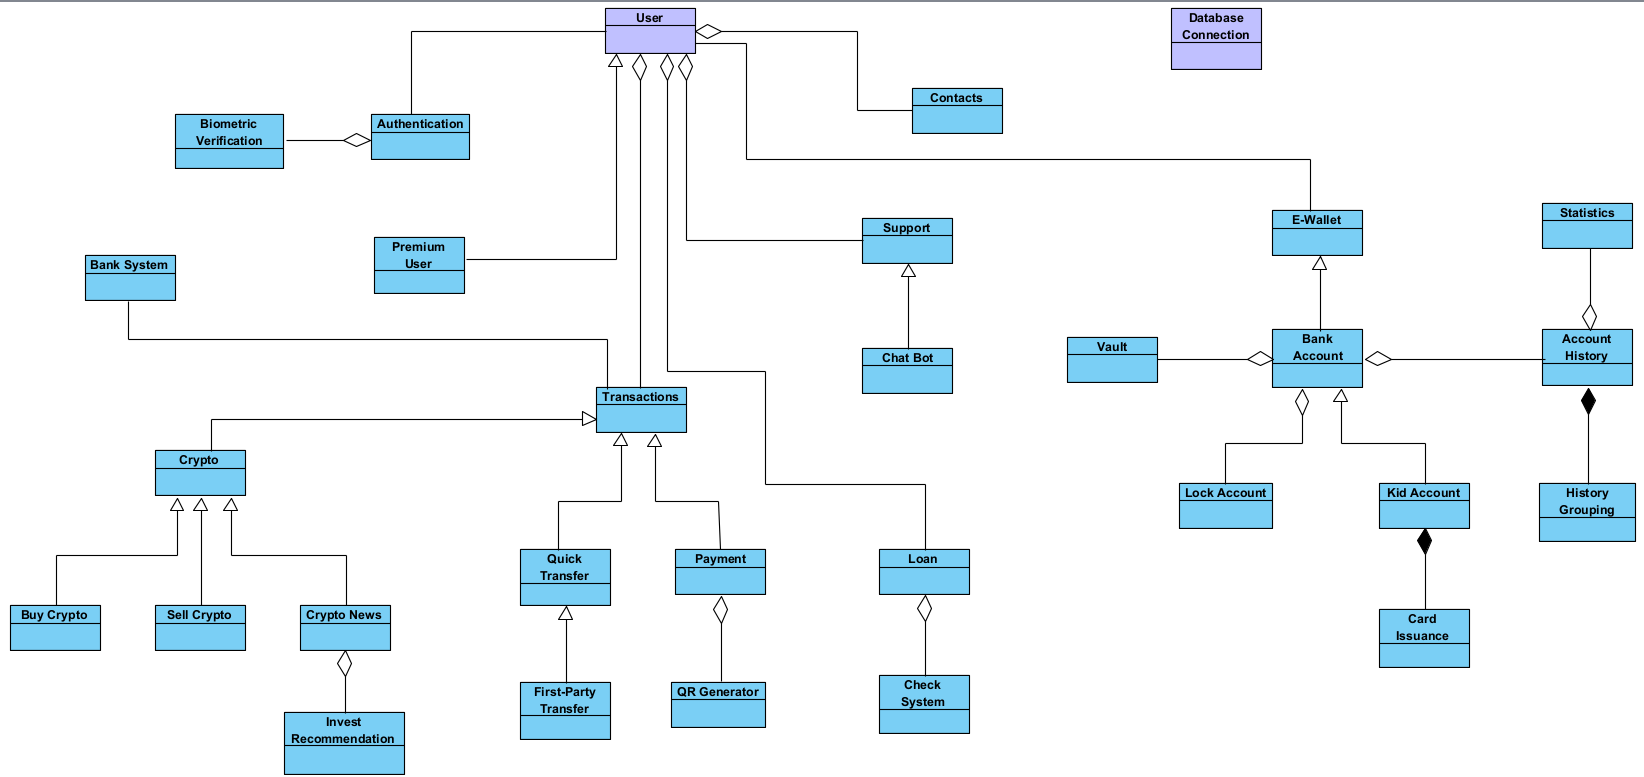 User
Database
Connection
Contacts
Biometric
Verification
Authentication
Statistics
E-Wallet
Support
Premium
User
Bank System
Vault
Bank
Account
Account
History
Chat Bot
Transactions
Crypto
Lock Account
Kid Account
History
Grouping
Quick
Transfer
Payment
Loan
Buy Crypto
Sell Crypto
Crypto News
Card
Issuance
First-Party
Transfer
QR Generator
Check
System
Invest
Recommendation